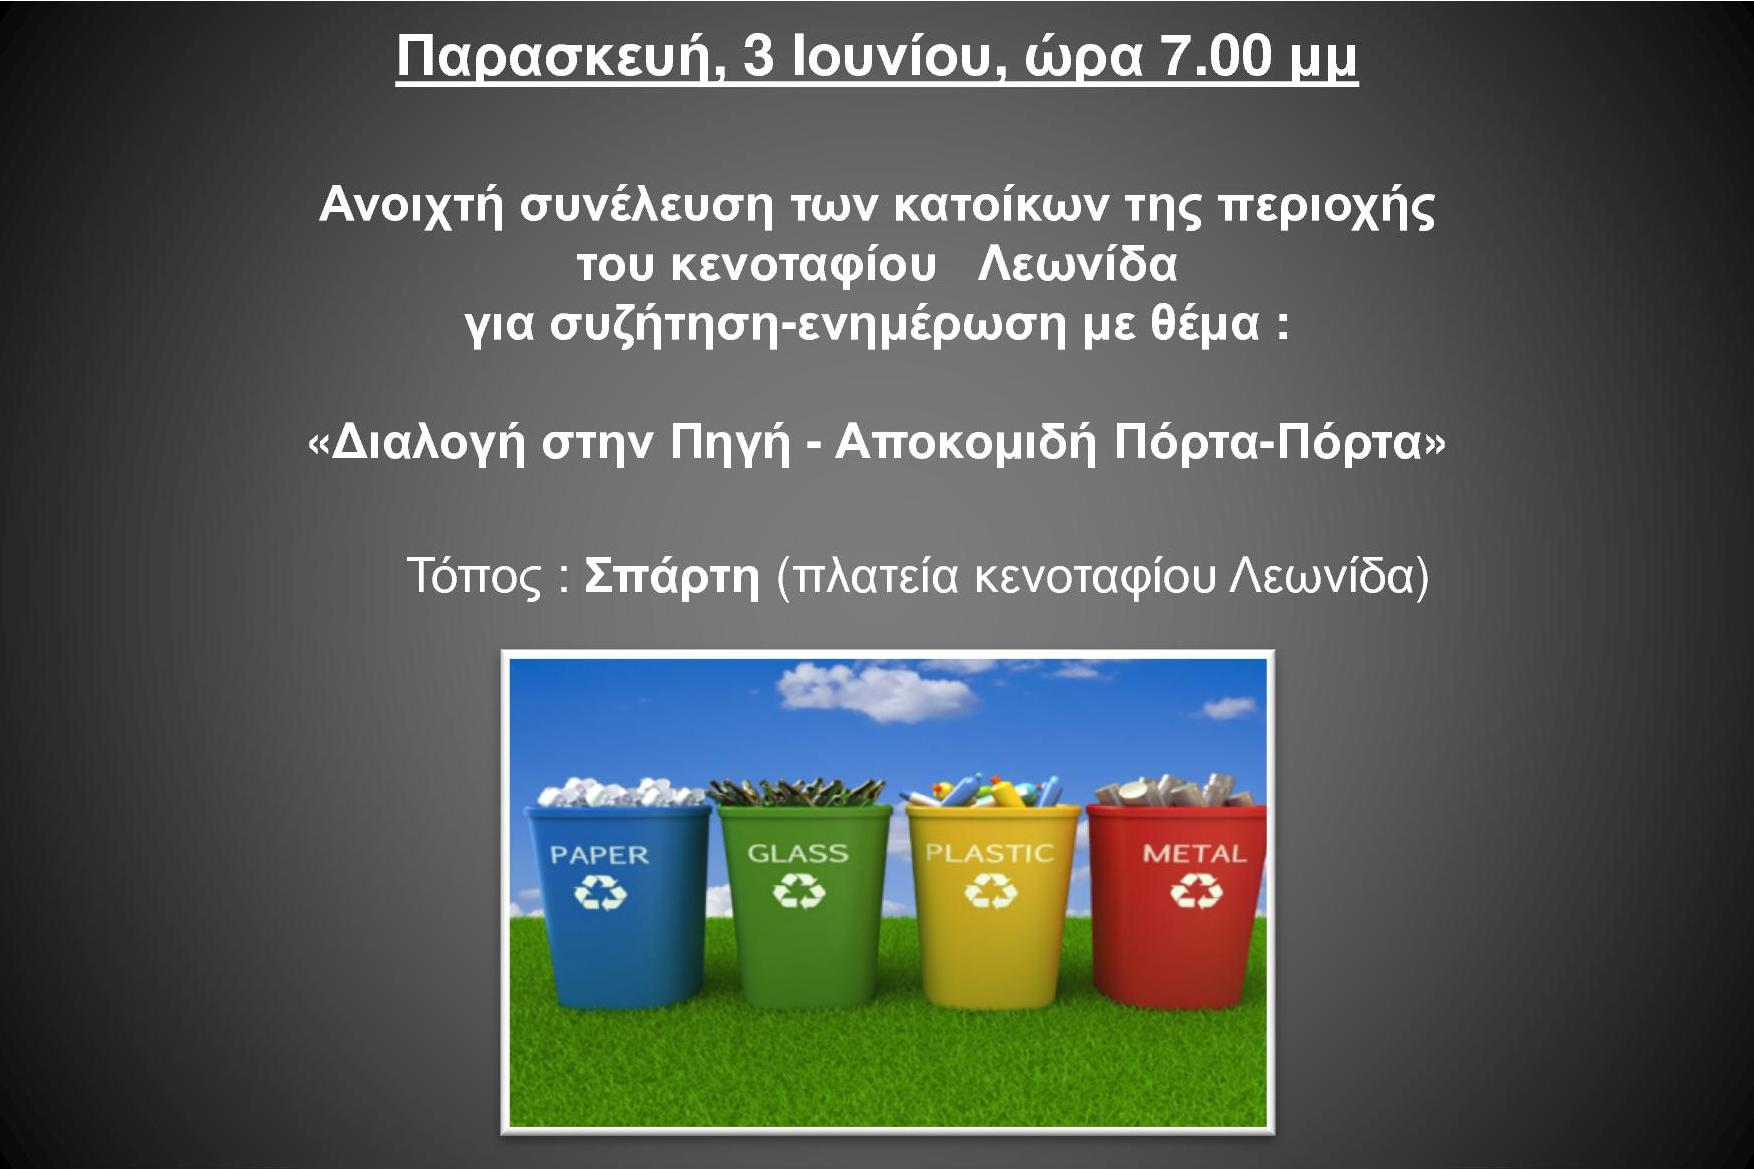 Παρασκευή, 3 Ιουνίου, ώρα 7.00 μμ
Ανοιχτή συνέλευση των κατοίκων της περιοχής
του κενοταφίου Λεωνίδα
για συζήτηση-ενημέρωση με θέμα :
«Διαλογή στην Πηγή - Αποκομιδή Πόρτα-Πόρτα»
Τόπος : Σπάρτη (πλατεία κενοταφίου Λεωνίδα)
PAPER GLASS PLASTIC METAL